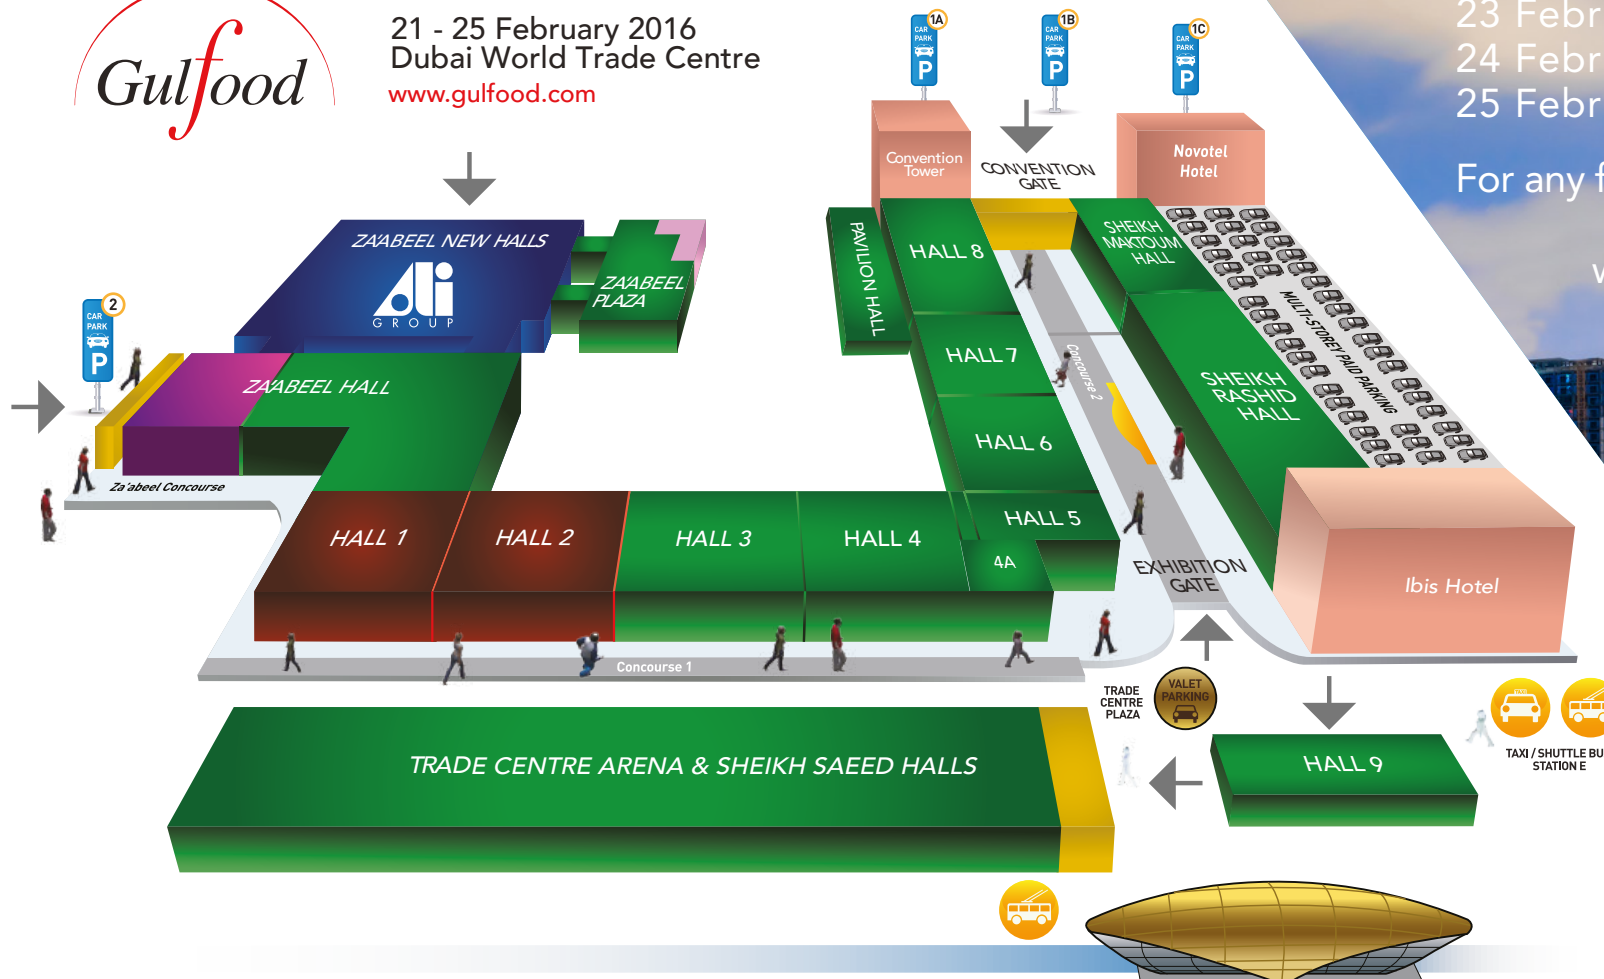 Gulfood
21 - 25 February 2016
Dubai World Trade Centre
www.gulfood.com
1A
CAR
PARK
P
1B
CAR
PARK
P
1C
CAR
PARK
P
23 Febr
24 Febr
25 Febr
For any f
Convention
Tower
CONVENTION
GATE
Novotel
Hotel
ZA'ABEEL NEW HALLS
ali
GROUP
ZA'ABEEL
PLAZA
PAVILION HALL
HALL 8
SHEIKH
MAKTOUM
HALL
MULTI-STOREY PAID PARKING
2
CAR
PARK
P
ZA'ABEEL HALL
HALL 7
Concourse 2
SHEIKH
RASHID
HALL
HALL 6
Za'abeel Concourse
HALL 1
HALL 2
HALL 3
HALL 4
HALL 5
4A
EXHIBITION
GATE
Ibis Hotel
Concourse 1
TRADE
CENTRE
PLAZA
VALET
PARKING
TAXI
TAXI / SHUTTLE BU
STATION E
TRADE CENTRE ARENA & SHEIKH SAEED HALLS
HALL 9